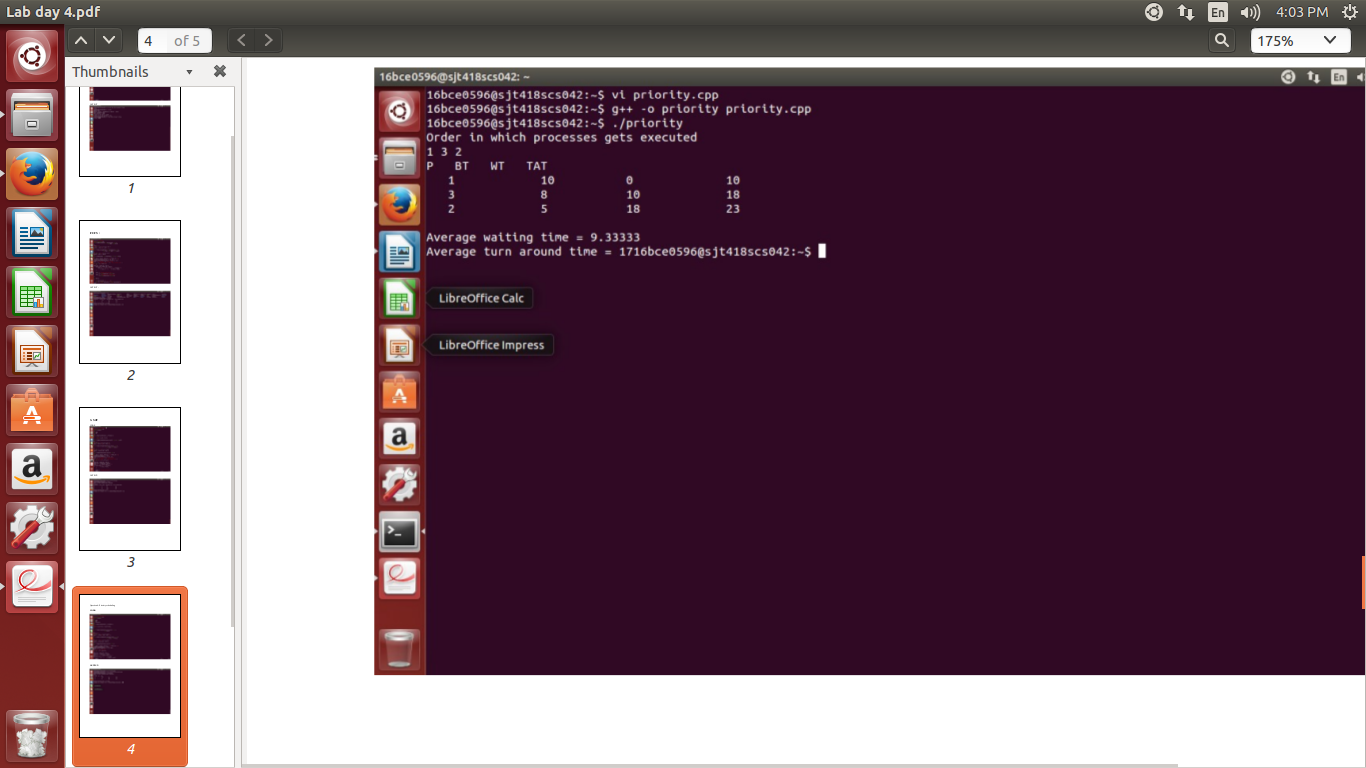 Lab day 4.pdf
En
4:03 PM
4 of 5
175%
Thumbnails
1
2
3
4
16bce0596@sjt418scs042: ~
En
16bce0596@sjt418scs042:~$ vi priority.cpp
16bce0596@sjt418scs042:~$ g++ -o priority priority.cpp
16bce0596@sjt418scs042:~$ ./priority
Order in which processes gets executed
1 3 2
P BT WT TAT
1 10 0 10
3 8 10 18
2 5 18 23
Average waiting time = 9.33333
Average turn around time = 1716bce0596@sjt418scs042:~$
LibreOffice Calc
LibreOffice Impress